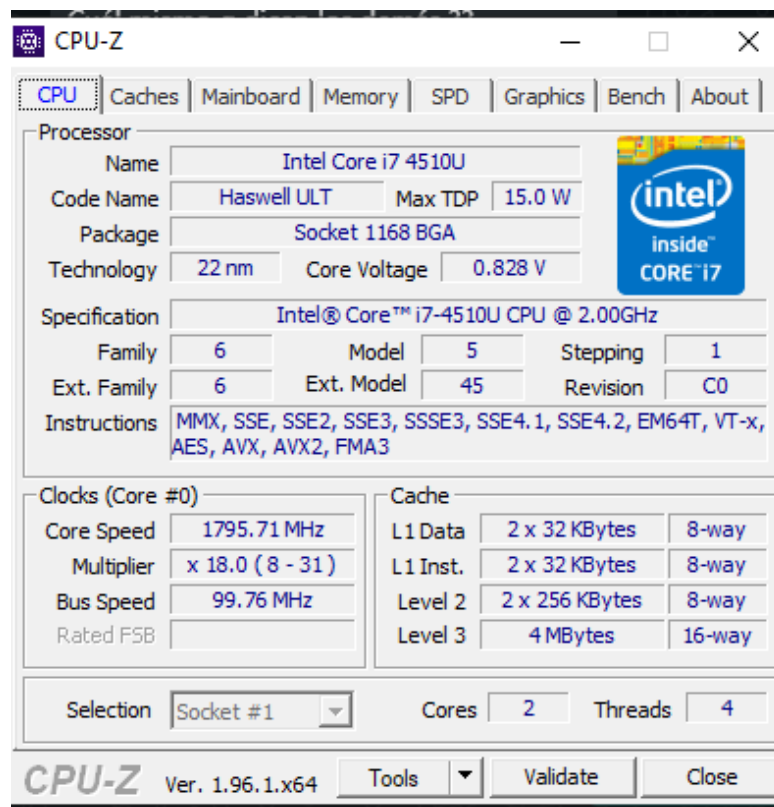 CPU-Z
CPU Caches Mainboard Memory SPD Graphics Bench About
Processor
Name Intel Core i7 4510U
Code Name Haswell ULT Max TDP 15.0 W
Package Socket 1168 BGA
Technology 22 nm Core Voltage 0.828 V
intel
inside™
CORE™i7
Specification Intel® Core™ i7-4510U CPU @ 2.00GHz
Family 6 Model 5 Stepping 1
Ext. Family 6 Ext. Model 45 Revision C0
Instructions MMX, SSE, SSE2, SSE3, SSSE3, SSE4.1, SSE4.2, EM64T, VT-x,
AES, AVX, AVX2, FMA3
Clocks (Core #0)
Core Speed 1795.71 MHz
Multiplier x 18.0 ( 8 - 31 )
Bus Speed 99.76 MHz
Rated FSB
Cache
L1 Data 2 x 32 KBytes 8-way
L1 Inst. 2 x 32 KBytes 8-way
Level 2 2 x 256 KBytes 8-way
Level 3 4 MBytes 16-way
Selection Socket #1 Cores 2 Threads 4
CPU-Z Ver. 1.96.1.x64 Tools Validate Close